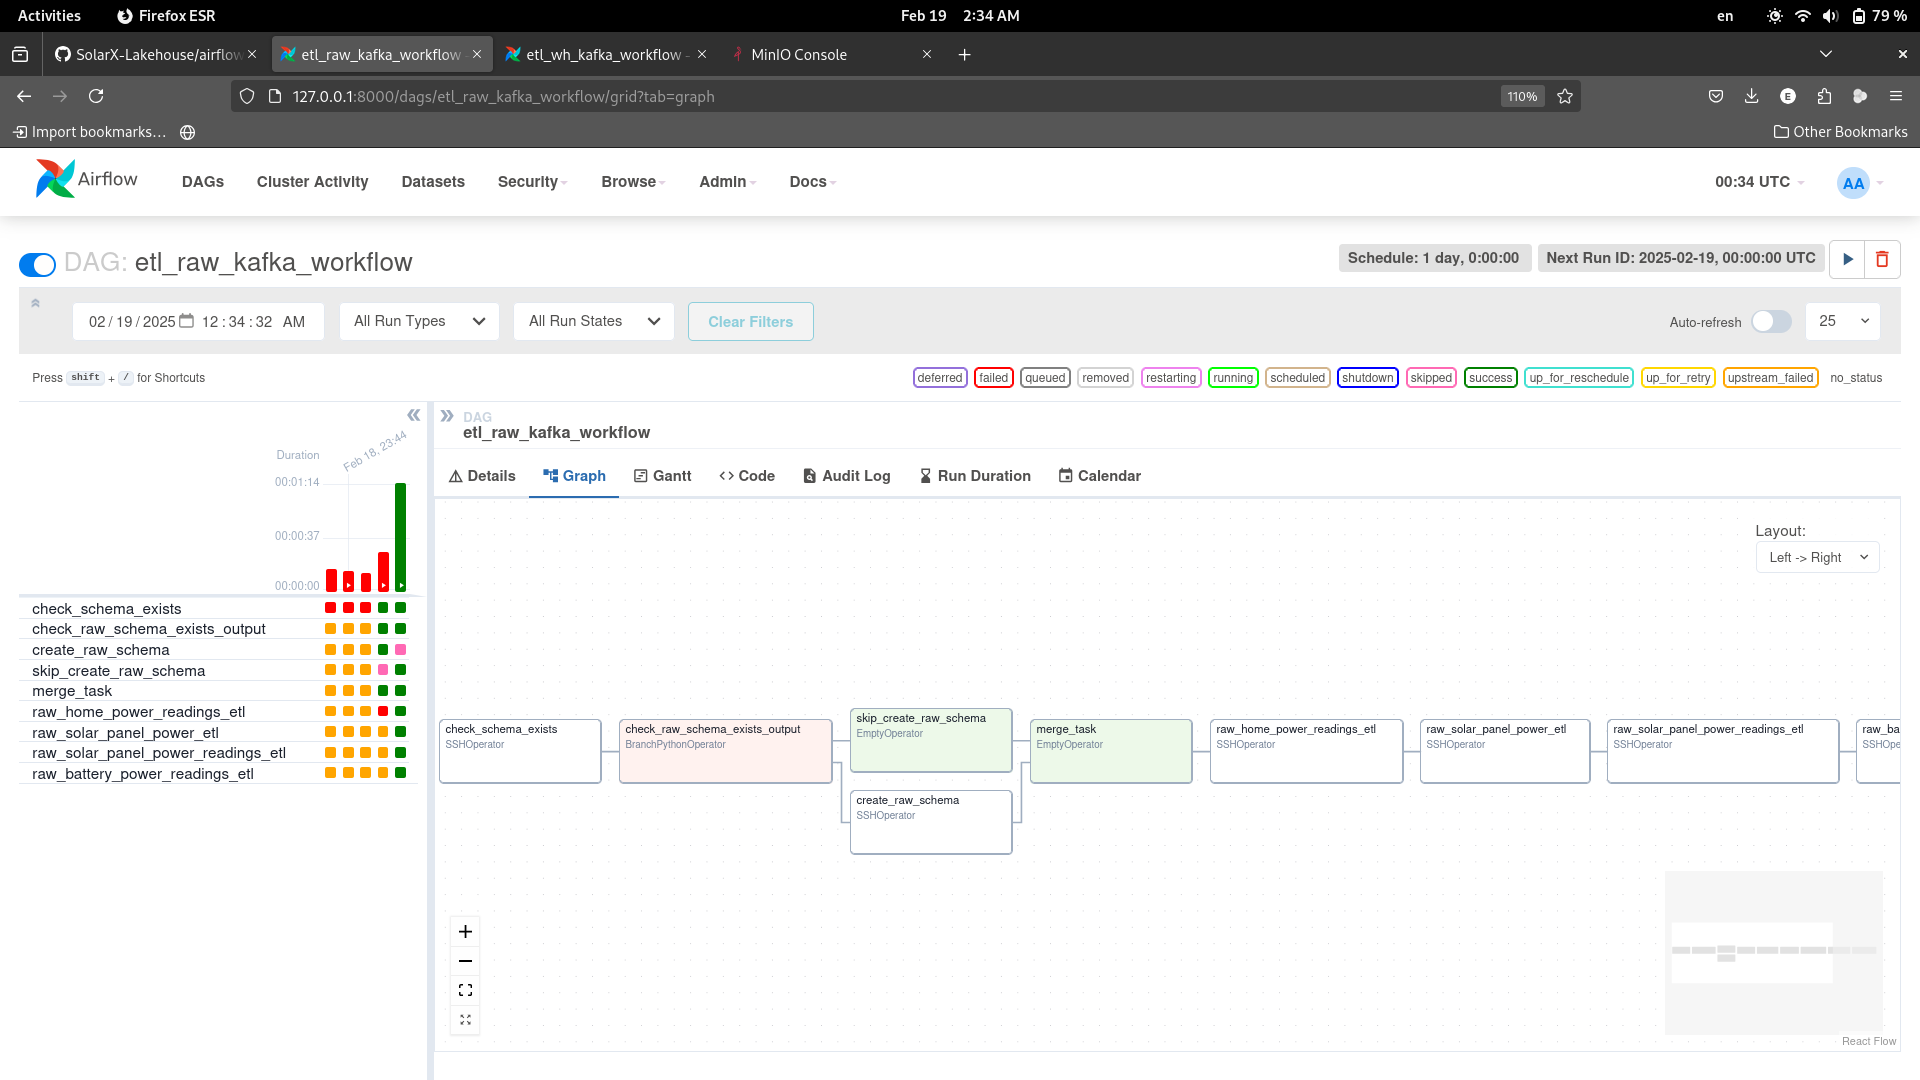 Activities Firefox ESR Feb 19 2:34 AM en 79 %
SolarX-Lakehouse/airflow etl_raw_kafka_workflow - etl_wh_kafka_workflow - MinIO Console
127.0.0.1:8000/dags/etl_raw_kafka_workflow/grid?tab=graph 110% E
Import bookmarks... Other Bookmarks
Airflow DAGs Cluster Activity Datasets Security Browse Admin Docs 00:34 UTC AA
DAG: etl_raw_kafka_workflow Schedule: 1 day, 0:00:00 Next Run ID: 2025-02-19, 00:00:00 UTC
02 / 19 / 2025 12 : 34 : 32 AM All Run Types All Run States Clear Filters Auto-refresh 25
Press shift + / for Shortcuts deferred failed queued removed restarting running scheduled shutdown skipped success up_for_reschedule up_for_retry upstream_failed no_status
DAG
etl_raw_kafka_workflow
Details Graph Gantt Code Audit Log Run Duration Calendar
Feb 18, 23:44
Duration
00:01:14
00:00:37
00:00:00
check_schema_exists
check_raw_schema_exists_output
create_raw_schema
skip_create_raw_schema
merge_task
raw_home_power_readings_etl
raw_solar_panel_power_etl
raw_solar_panel_power_readings_etl
raw_battery_power_readings_etl
Layout:
Left -> Right
check_schema_exists
SSHOperator
check_raw_schema_exists_output
BranchPythonOperator
skip_create_raw_schema
EmptyOperator
create_raw_schema
SSHOperator
merge_task
EmptyOperator
raw_home_power_readings_etl
SSHOperator
raw_solar_panel_power_etl
SSHOperator
raw_solar_panel_power_readings_etl
SSHOperator
raw_ba
SSHOpe
React Flow